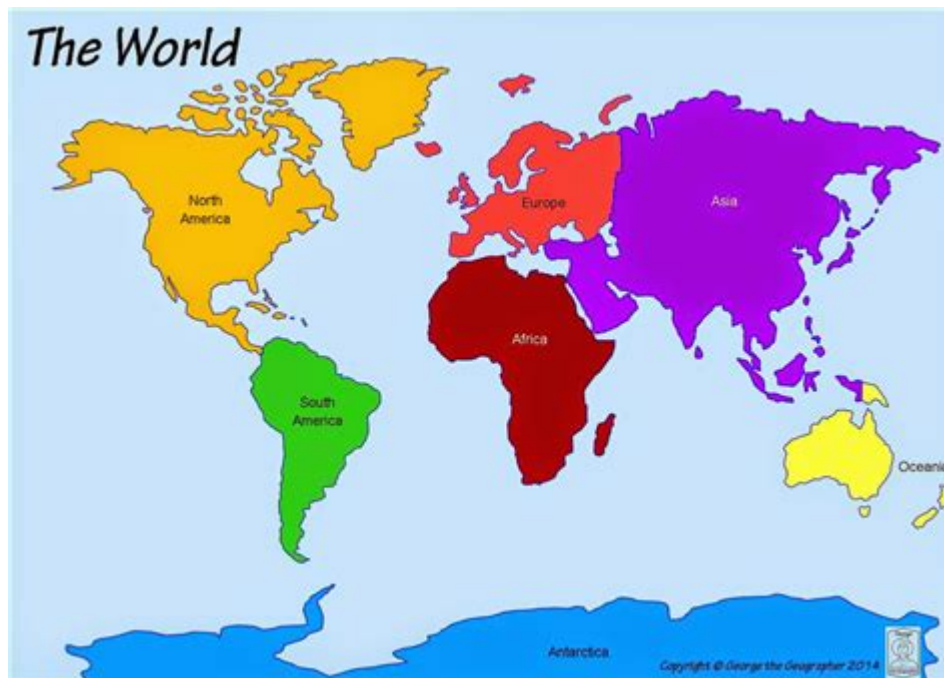 The World
North
America
Europe
Asia
Africa
South
America
Oceani
Antarctica
Copyright © George the Geographer 2014